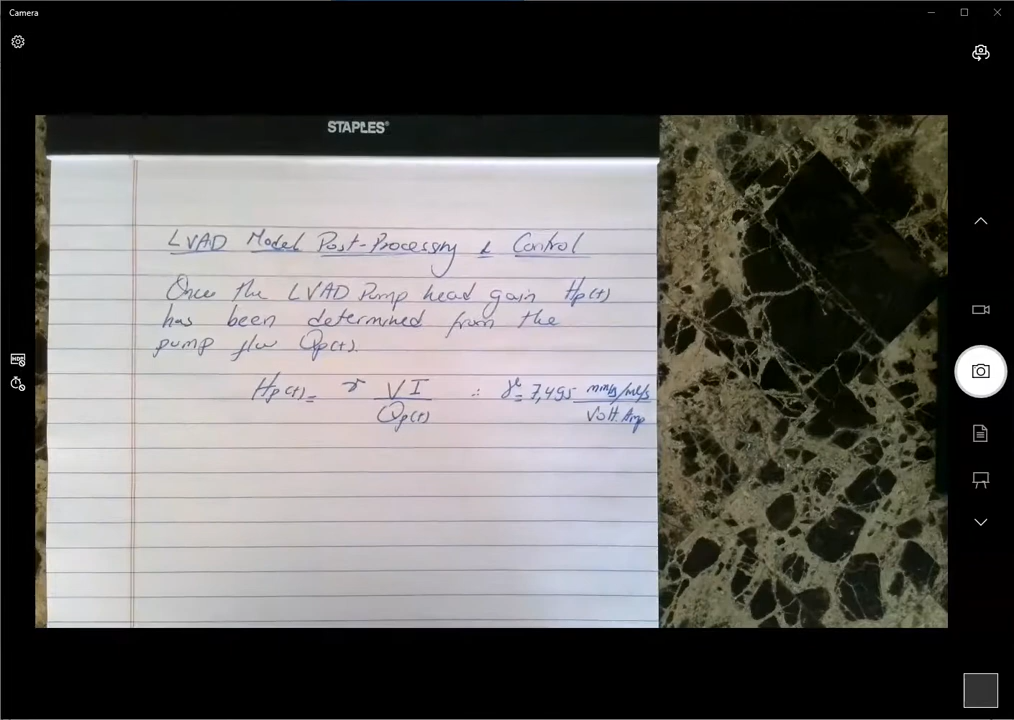 Camera
STAPLES®
LVAD Model Post-Processing & Control
Once the LVAD Pump head gain Hp(t)
has been determined from the
pump flow Qp(t).
Hp(t) = γ VI / Qp(t) ∴ γ = 7,495 mmHg/mL/s / Volt.Amp